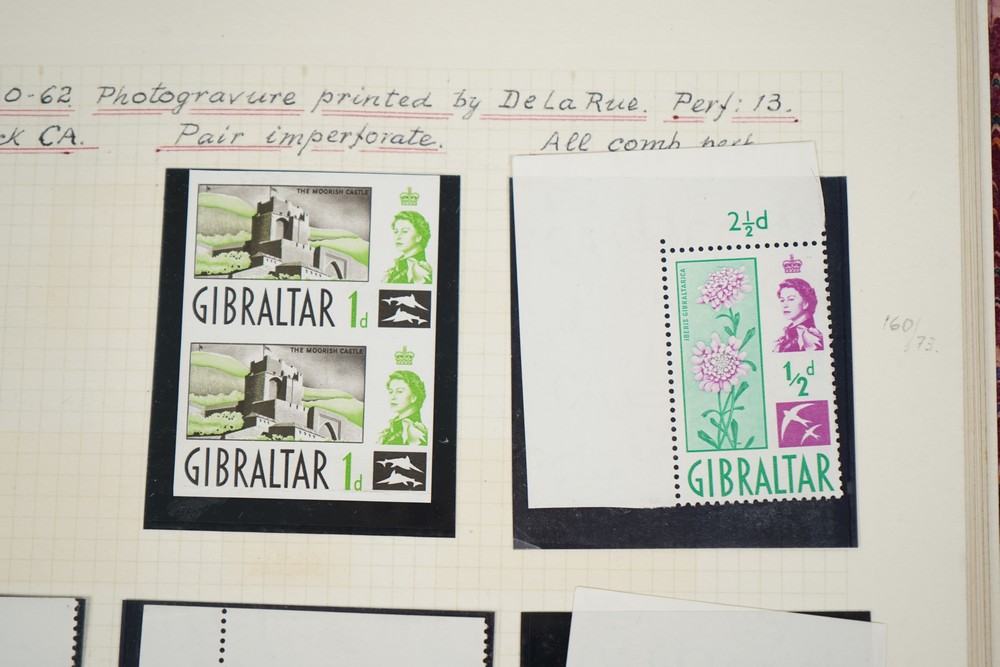 0-62 Photogravure printed by De La Rue. Perf: 13.
CA. Pair imperforate. All comb perf
THE MOORISH CASTLE
GIBRALTAR 1d
THE MOORISH CASTLE
GIBRALTAR 1d
2½d
IBERIS GIBRALTARICA
1/2d
GIBRALTAR
160/
73.